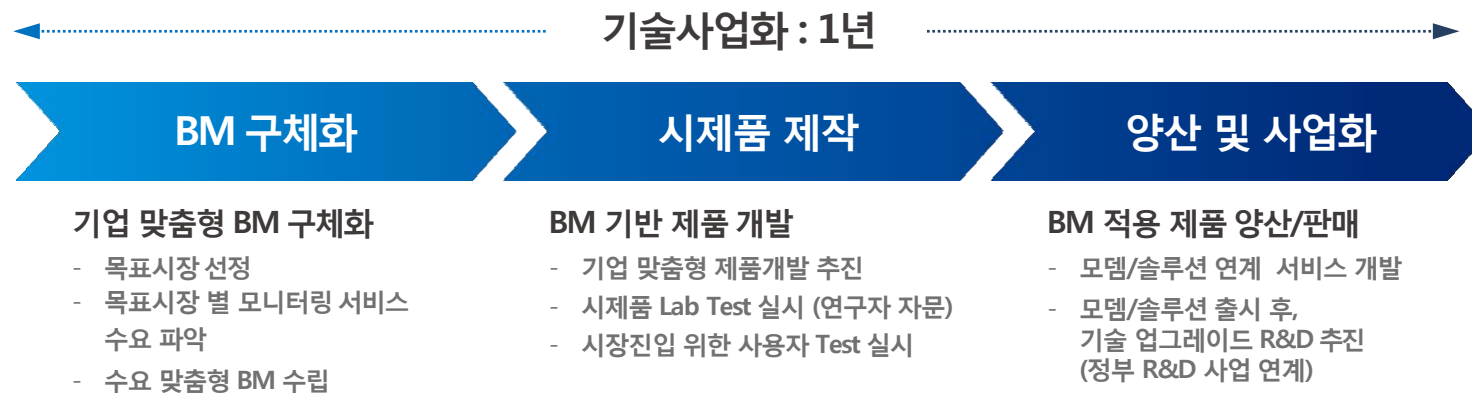 기술사업화 : 1년
BM 구체화
시제품 제작
양산 및 사업화
기업 맞춤형 BM 구체화
- 목표시장 선정
- 목표시장 별 모니터링 서비스
수요 파악
- 수요 맞춤형 BM 수립
BM 기반 제품 개발
- 기업 맞춤형 제품개발 추진
- 시제품 Lab Test 실시 (연구자 자문)
- 시장진입 위한 사용자 Test 실시
BM 적용 제품 양산/판매
- 모뎀/솔루션 연계 서비스 개발
- 모뎀/솔루션 출시 후,
기술 업그레이드 R&D 추진
(정부 R&D 사업 연계)